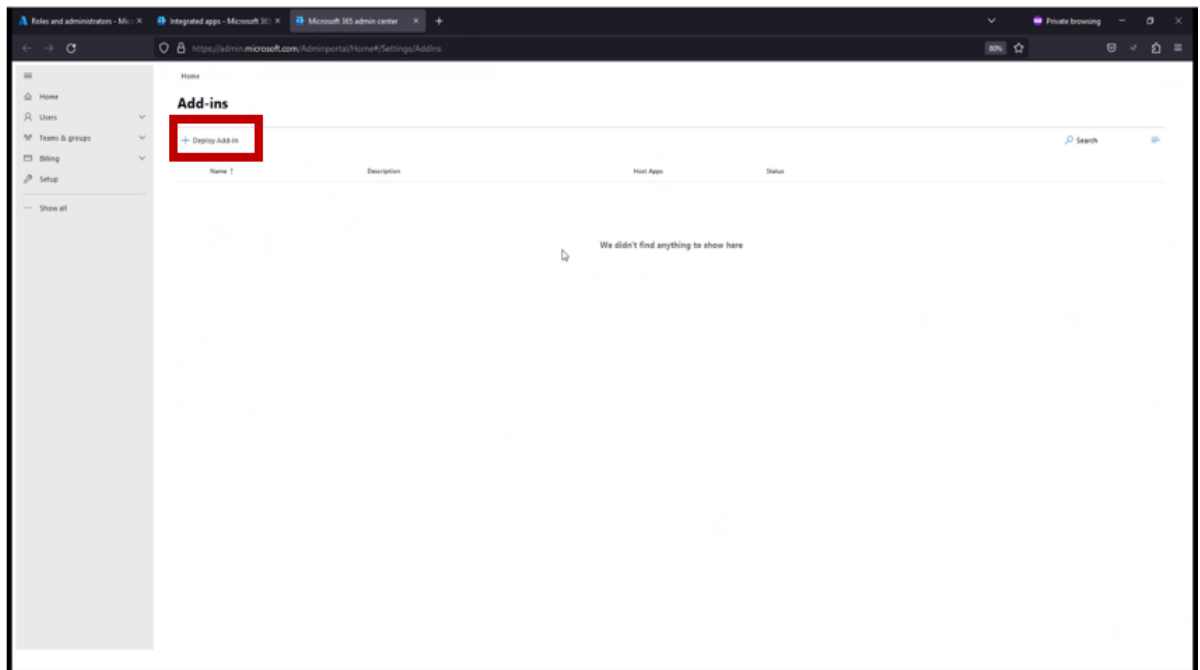 Roles and administrators - Mic
Integrated apps - Microsoft 365
Microsoft 365 admin center
Private browsing
https://admin.microsoft.com/Adminportal/Home#/Settings/AddIns
80%
Home
Home
Users
Teams & groups
Billing
Setup
Show all
Add-ins
Deploy Add-In
Search
Name ↑
Description
Host Apps
Status
We didn't find anything to show here